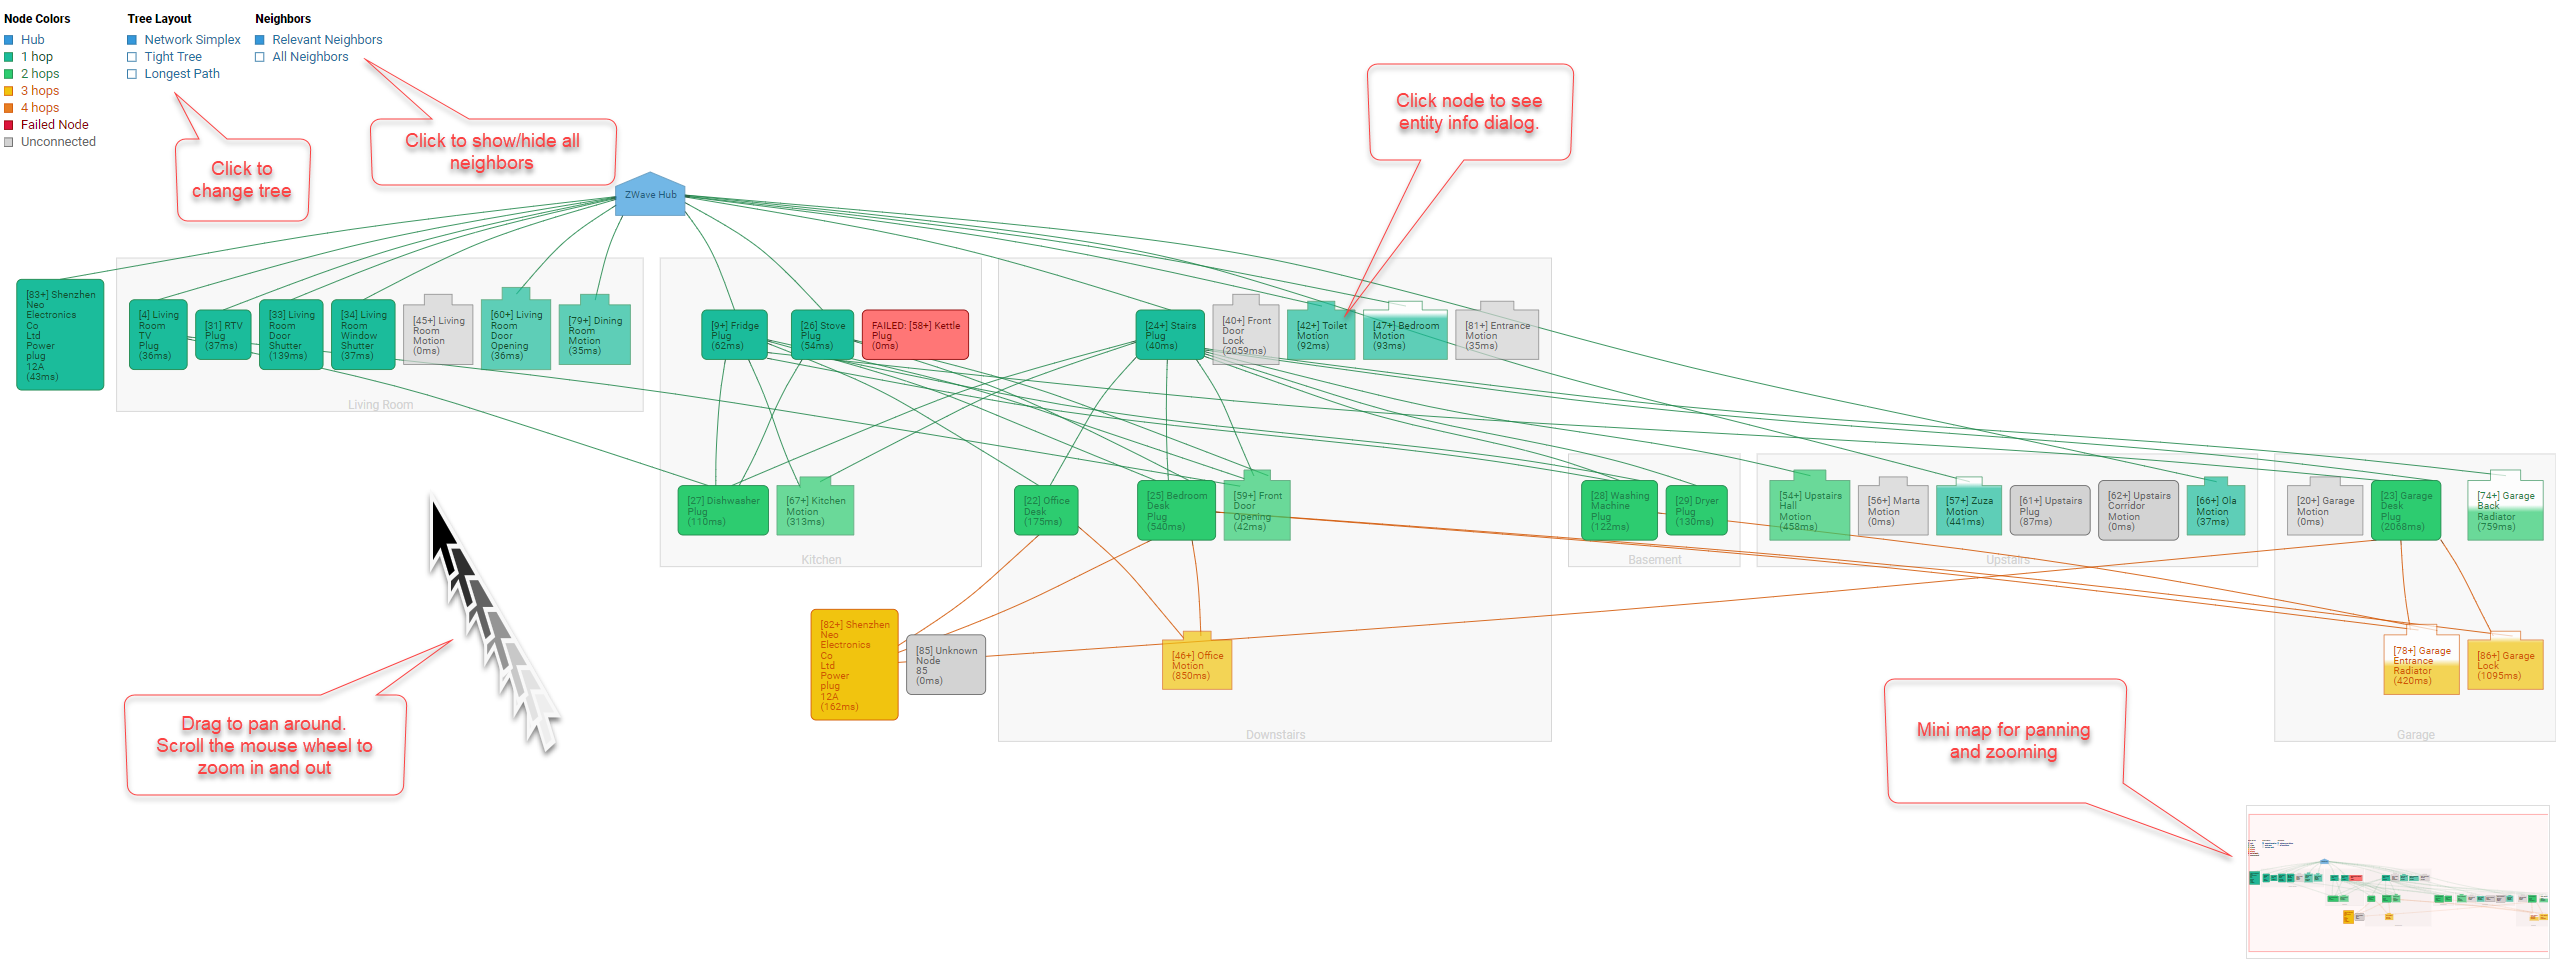 Node Colors
Hub
1 hop
2 hops
3 hops
4 hops
Failed Node
Unconnected
Tree Layout
Network Simplex
Tight Tree
Longest Path
Neighbors
Relevant Neighbors
All Neighbors
Click to
change tree
Click to show/hide all
neighbors
Click node to see
entity info dialog.
ZWave Hub
[83+] Shenzhen
Neo
Electronics
Co
Ltd
Power
plug
12A
(43ms)
[4] Living
Room
TV
Plug
(36ms)
[31] RTV
Plug
(37ms)
[33] Living
Room
Door
Shutter
(139ms)
[34] Living
Room
Window
Shutter
(37ms)
[45+] Living
Room
Motion
(0ms)
[60+] Living
Room
Door
Opening
(36ms)
[79+] Dining
Room
Motion
(35ms)
Living Room
[9+] Fridge
Plug
(62ms)
[26] Stove
Plug
(54ms)
FAILED: [58+] Kettle
Plug
(0ms)
[24+] Stairs
Plug
(40ms)
[40+] Front
Door
Lock
(2059ms)
[42+] Toilet
Motion
(92ms)
[47+] Bedroom
Motion
(93ms)
[81+] Entrance
Motion
(35ms)
[27] Dishwasher
Plug
(110ms)
[67+] Kitchen
Motion
(313ms)
Kitchen
[22] Office
Desk
(175ms)
[25] Bedroom
Desk
Plug
(540ms)
[59+] Front
Door
Opening
(42ms)
[28] Washing
Machine
Plug
(122ms)
[29] Dryer
Plug
(130ms)
Basement
[54+] Upstairs
Hall
Motion
(458ms)
[56+] Marta
Motion
(0ms)
[57+] Zuza
Motion
(441ms)
[61+] Upstairs
Plug
(87ms)
[62+] Upstairs
Corridor
Motion
(0ms)
[66+] Ola
Motion
(37ms)
Upstairs
[20+] Garage
Motion
(0ms)
[23] Garage
Desk
Plug
(2068ms)
[74+] Garage
Back
Radiator
(759ms)
[82+] Shenzhen
Neo
Electronics
Co
Ltd
Power
plug
12A
(162ms)
[85] Unknown
Node
85
(0ms)
[46+] Office
Motion
(850ms)
Downstairs
[78+] Garage
Entrance
Radiator
(420ms)
[86+] Garage
Lock
(1095ms)
Garage
Drag to pan around.
Scroll the mouse wheel to
zoom in and out
Mini map for panning
and zooming